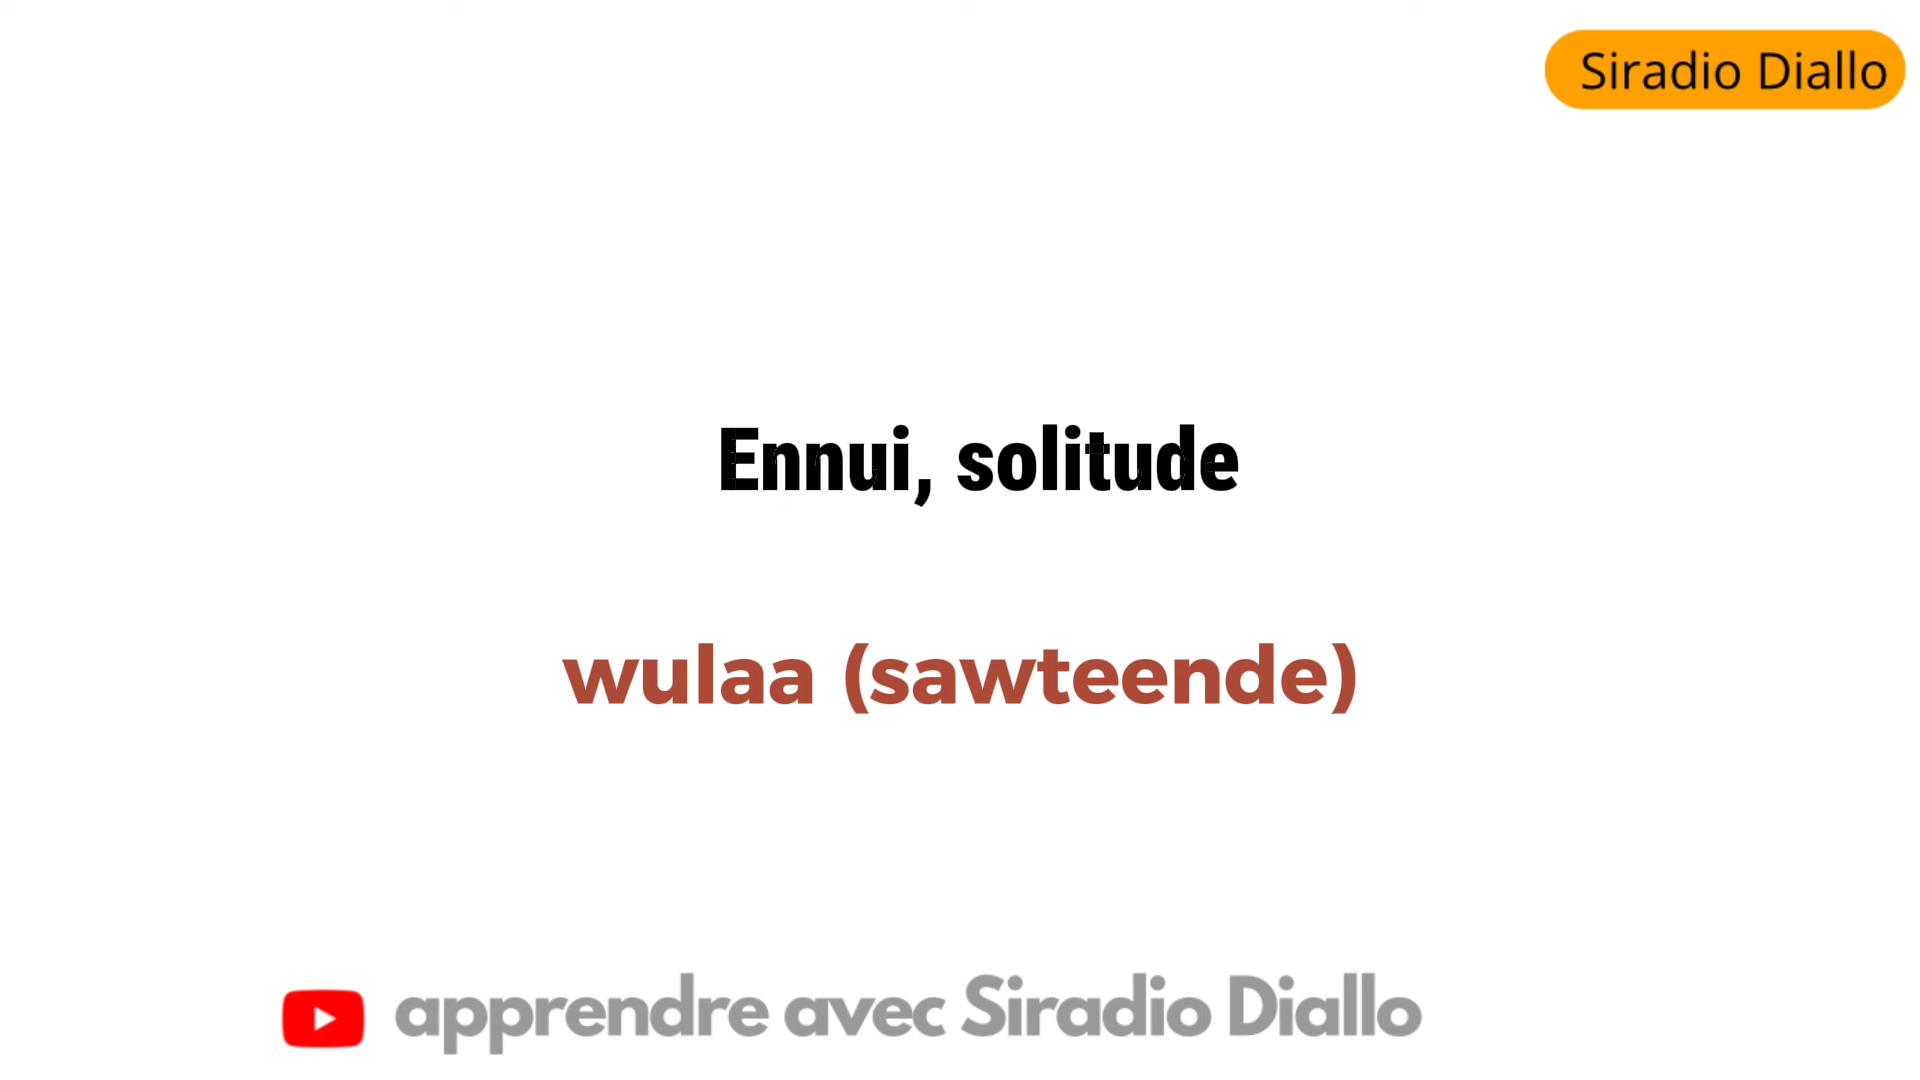 Siradio Diallo
Ennui, solitude
wulaa (sawteende)
apprendre avec Siradio Diallo